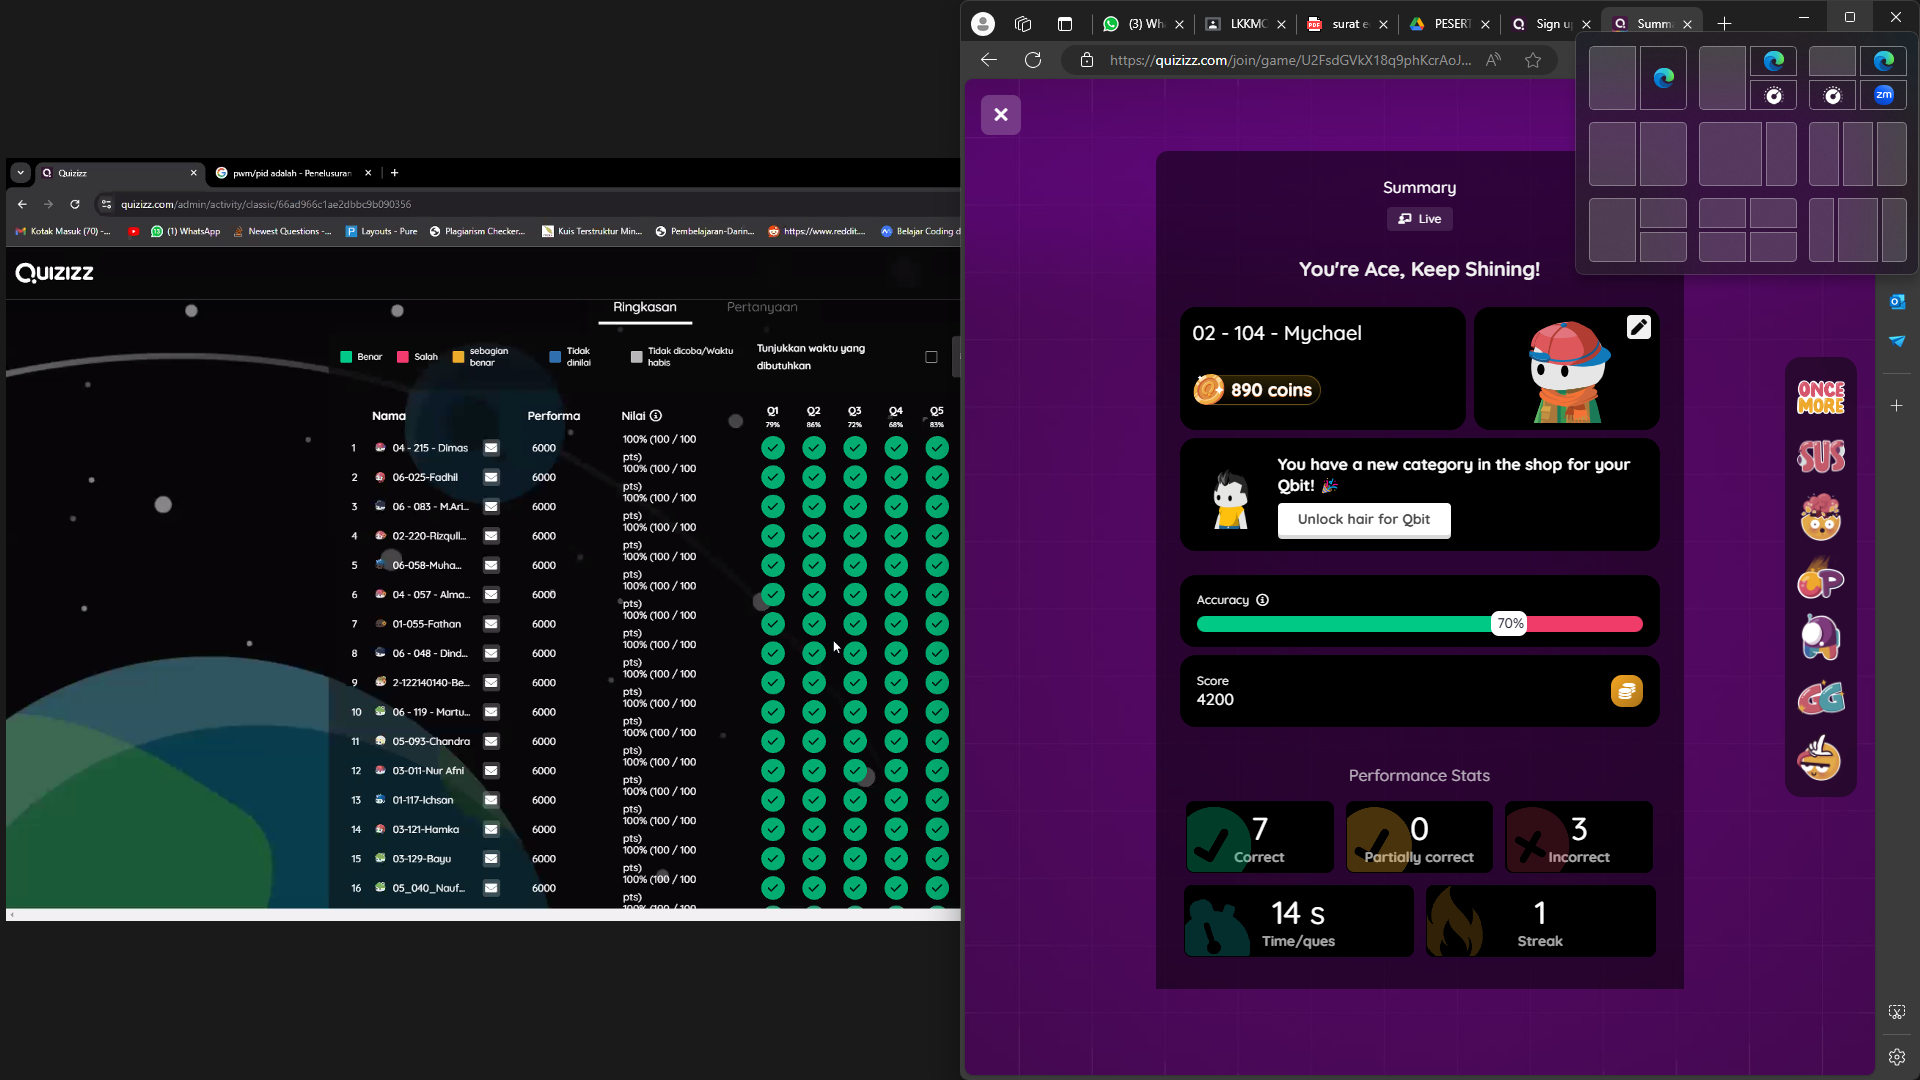 (3) Wh
LKKMC
surat e
PESERT
Sign u
Summ
https://quizizz.com/join/game/U2FsdGVkX18q9phKcrAoJ...
zm
Quizizz
pwm/pid adalah - Penelusuran
quizizz.com/admin/activity/classic/66ad966c1ae2dbbc9b090356
Kotak Masuk (70) -...
(1) WhatsApp
Newest Questions -...
Layouts - Pure
Plagiarism Checker...
Kuis Terstruktur Min...
Pembelajaran-Darin...
https://www.reddit....
Belajar Coding d
QUIZIZZ
Ringkasan
Pertanyaan
Benar
Salah
sebagian
benar
Tidak
dinilai
Tidak dicoba/Waktu
habis
Tunjukkan waktu yang
dibutuhkan
Nama Performa Nilai Q1 Q2 Q3 Q4 Q5
79% 86% 72% 68% 83%
1 04 - 215 - Dimas 6000 100% (100 / 100
pts)
2 06-025-Fadhil 6000 100% (100 / 100
pts)
3 06 - 083 - M.Ari... 6000 100% (100 / 100
pts)
4 02-220-Rizqull... 6000 100% (100 / 100
pts)
5 06-058-Muha... 6000 100% (100 / 100
pts)
6 04 - 057 - Alma... 6000 100% (100 / 100
pts)
7 01-055-Fathan 6000 100% (100 / 100
pts)
8 06 - 048 - Dind... 6000 100% (100 / 100
pts)
9 2-122140140-Be... 6000 100% (100 / 100
pts)
10 06 - 119 - Martu... 6000 100% (100 / 100
pts)
11 05-093-Chandra 6000 100% (100 / 100
pts)
12 03-011-Nur Afni 6000 100% (100 / 100
pts)
13 01-117-Ichsan 6000 100% (100 / 100
pts)
14 03-121-Hamka 6000 100% (100 / 100
pts)
15 03-129-Bayu 6000 100% (100 / 100
pts)
16 05_040_Nauf... 6000 100% (100 / 100
pts)
100% (100 / 100
Summary
Live
You're Ace, Keep Shining!
02 - 104 - Mychael
890 coins
You have a new category in the shop for your
Qbit!
Unlock hair for Qbit
Accuracy
70%
Score
4200
Performance Stats
7
Correct
0
Partially correct
3
Incorrect
14 s
Time/ques
1
Streak
ONCE
MORE
SUS
OP
GG